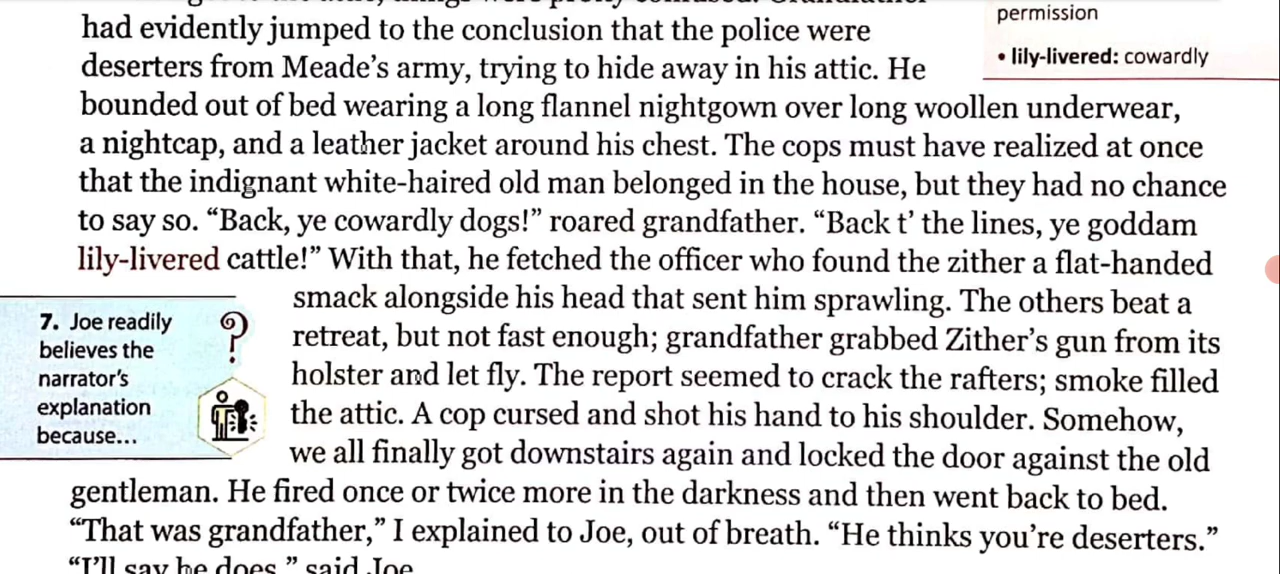 permission
• lily-livered: cowardly
had evidently jumped to the conclusion that the police were
deserters from Meade's army, trying to hide away in his attic. He
bounded out of bed wearing a long flannel nightgown over long woollen underwear,
a nightcap, and a leather jacket around his chest. The cops must have realized at once
that the indignant white-haired old man belonged in the house, but they had no chance
to say so. “Back, ye cowardly dogs!” roared grandfather. “Back t’ the lines, ye goddam
lily-livered cattle!” With that, he fetched the officer who found the zither a flat-handed
smack alongside his head that sent him sprawling. The others beat a
retreat, but not fast enough; grandfather grabbed Zither’s gun from its
holster and let fly. The report seemed to crack the rafters; smoke filled
the attic. A cop cursed and shot his hand to his shoulder. Somehow,
we all finally got downstairs again and locked the door against the old
gentleman. He fired once or twice more in the darkness and then went back to bed.
“That was grandfather,” I explained to Joe, out of breath. “He thinks you’re deserters.”
“I’ll say he does,” said Joe.
7. Joe readily
believes the
narrator’s
explanation
because...
?